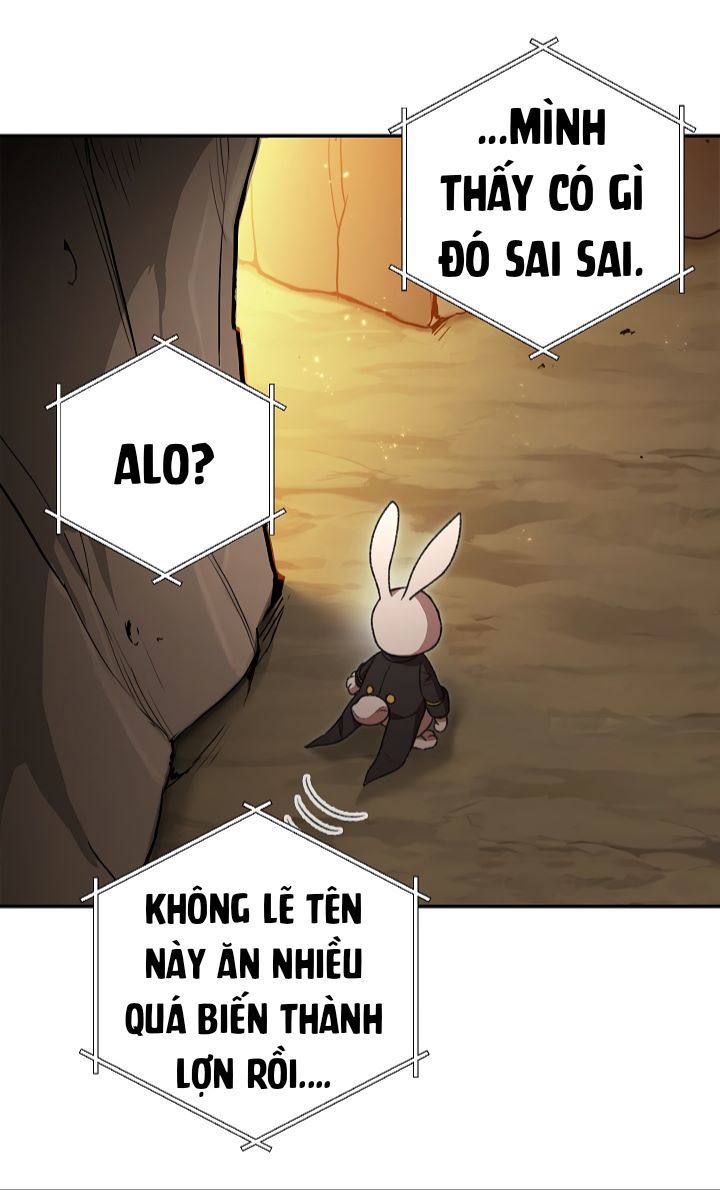 ...MÌNH
THẤY CÓ GÌ
ĐÓ SAI SAI.
ALO?
KHÔNG LẼ TÊN
NÀY ĂN NHIỀU
QUÁ BIẾN THÀNH
LỢN RỒI....